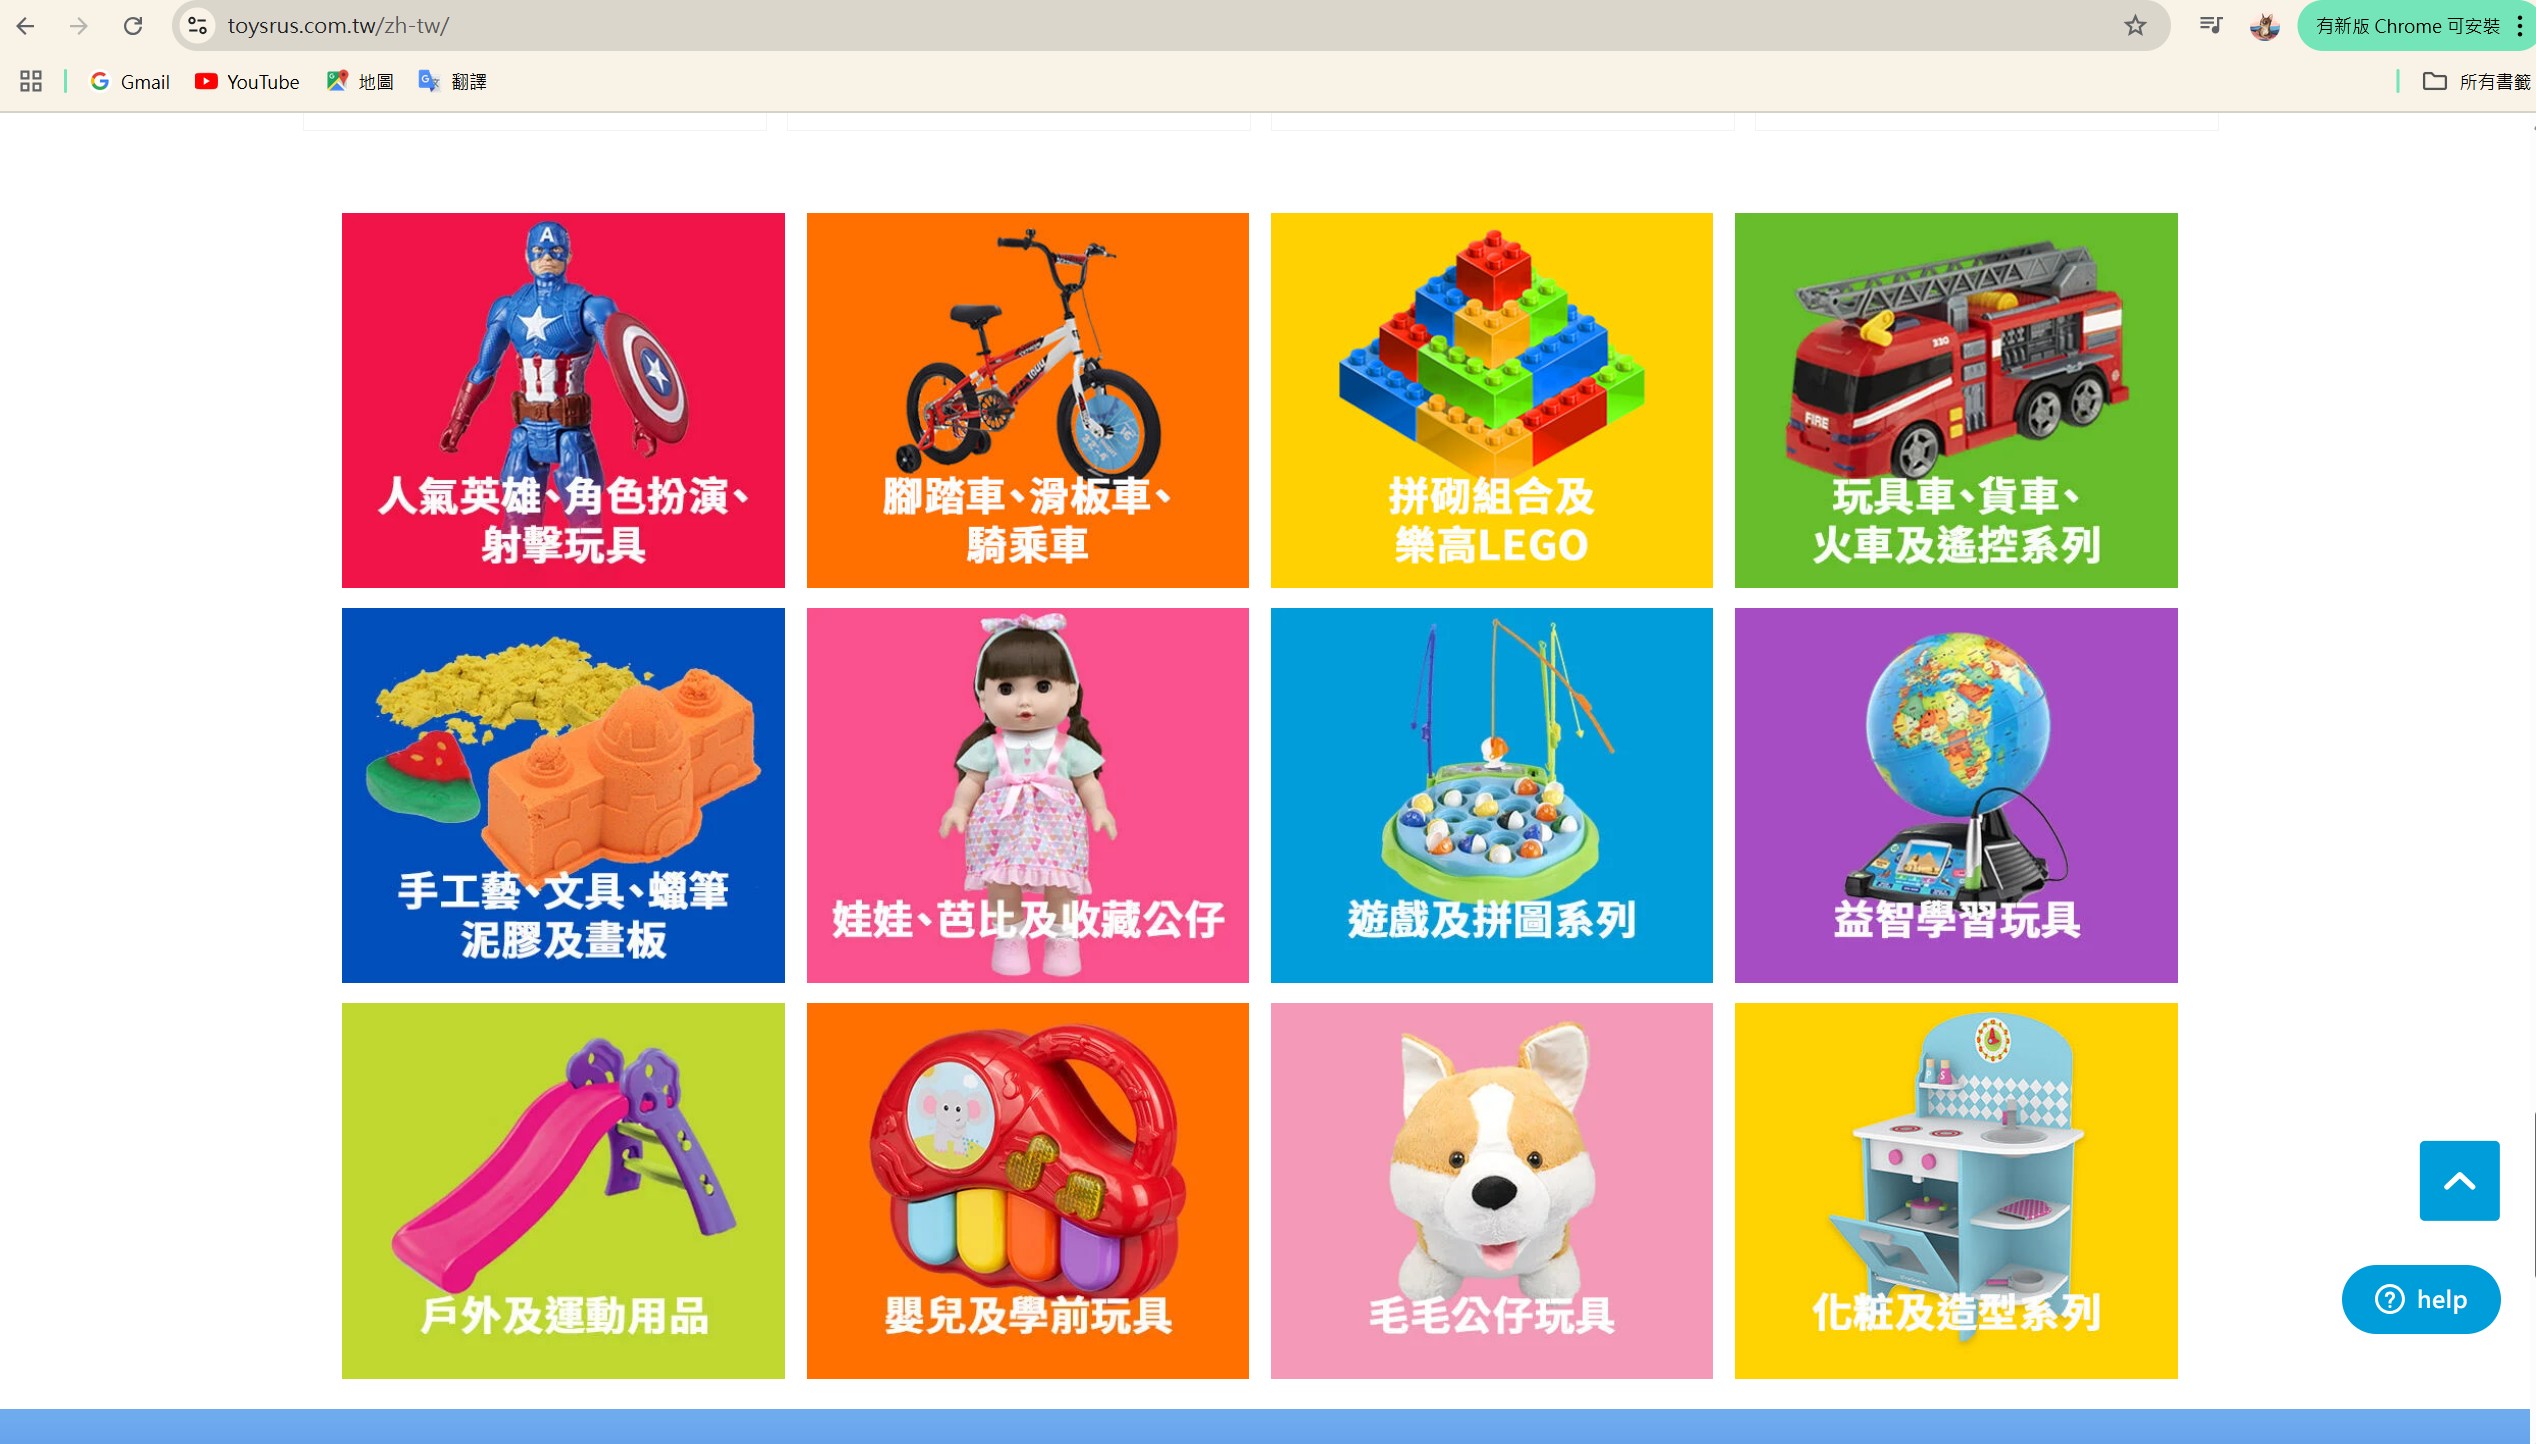 toysrus.com.tw/zh-tw/
有新版 Chrome 可安裝
Gmail
YouTube
地圖
翻譯
所有書籤
人氣英雄、角色扮演、
射擊玩具
腳踏車、滑板車、
騎乘車
拼砌組合及
樂高LEGO
玩具車、貨車、
火車及遙控系列
FIRE
手工藝、文具、蠟筆
泥膠及畫板
娃娃、芭比及收藏公仔
遊戲及拼圖系列
益智學習玩具
戶外及運動用品
嬰兒及學前玩具
毛毛公仔玩具
化粧及造型系列
help